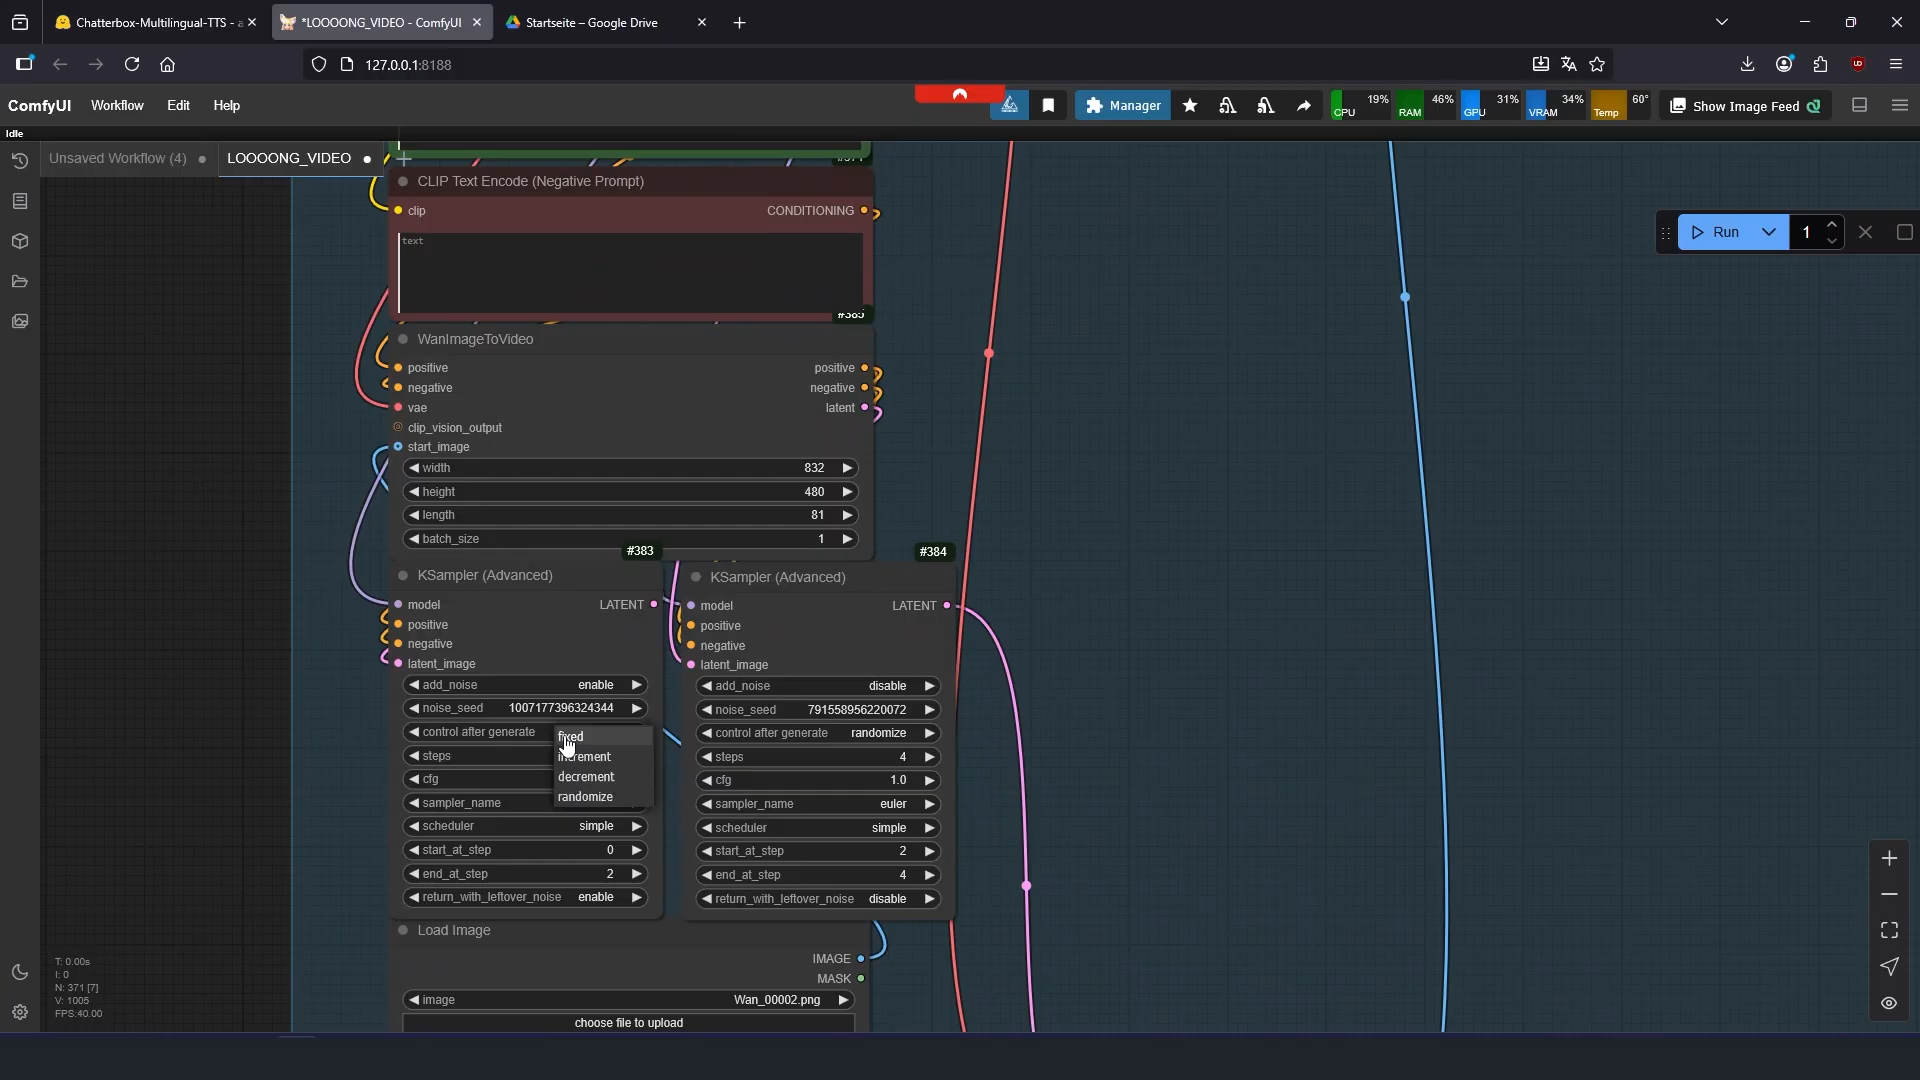 Chatterbox-Multilingual-TTS - a
*LOOOONG_VIDEO - ComfyUI
Startseite – Google Drive
127.0.0.1:8188
ComfyUI
Workflow
Edit
Help
Manager
CPU 19%
RAM 46%
GPU 31%
VRAM 34%
Temp 60°
Show Image Feed
Idle
Unsaved Workflow (4)
LOOOONG_VIDEO
CLIP Text Encode (Negative Prompt)
clip
CONDITIONING
text
Run
1
WanImageToVideo
positive
positive
negative
negative
vae
latent
clip_vision_output
start_image
width 832
height 480
length 81
batch_size 1
#383
#384
KSampler (Advanced)
model
LATENT
positive
negative
latent_image
add_noise enable
noise_seed 1007177396324344
control after generate
fixed
increment
decrement
randomize
steps
cfg
sampler_name
scheduler simple
start_at_step 0
end_at_step 2
return_with_leftover_noise enable
KSampler (Advanced)
model
LATENT
positive
negative
latent_image
add_noise disable
noise_seed 791558956220072
control after generate randomize
steps 4
cfg 1.0
sampler_name euler
scheduler simple
start_at_step 2
end_at_step 4
return_with_leftover_noise disable
Load Image
IMAGE
MASK
image Wan_00002.png
choose file to upload
T: 0.00s
I: 0
N: 371 [7]
V: 1005
FPS:40.00